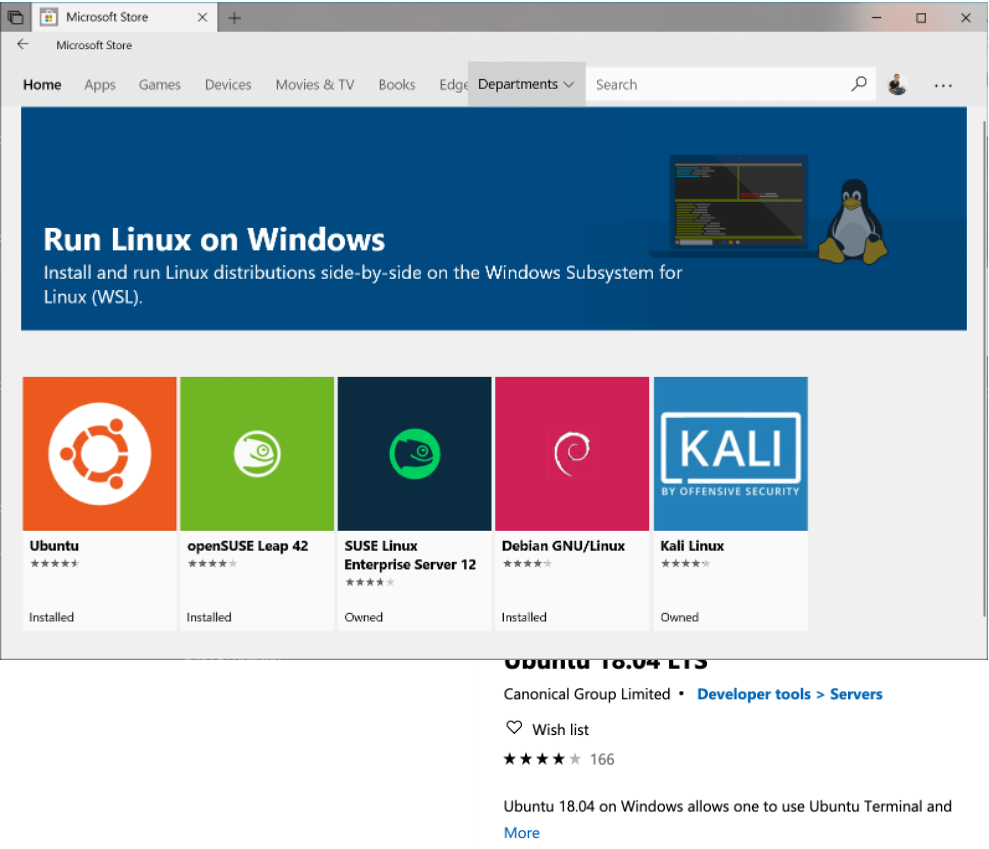 Microsoft Store
Microsoft Store
Home Apps Games Devices Movies & TV Books Edge Departments Search
Run Linux on Windows
Install and run Linux distributions side-by-side on the Windows Subsystem for
Linux (WSL).
KALI
BY OFFENSIVE SECURITY
Ubuntu
Installed
openSUSE Leap 42
Installed
SUSE Linux
Enterprise Server 12
Owned
Debian GNU/Linux
Installed
Kali Linux
Owned
Ubuntu 18.04 LTS
Canonical Group Limited • Developer tools > Servers
Wish list
166
Ubuntu 18.04 on Windows allows one to use Ubuntu Terminal and
More